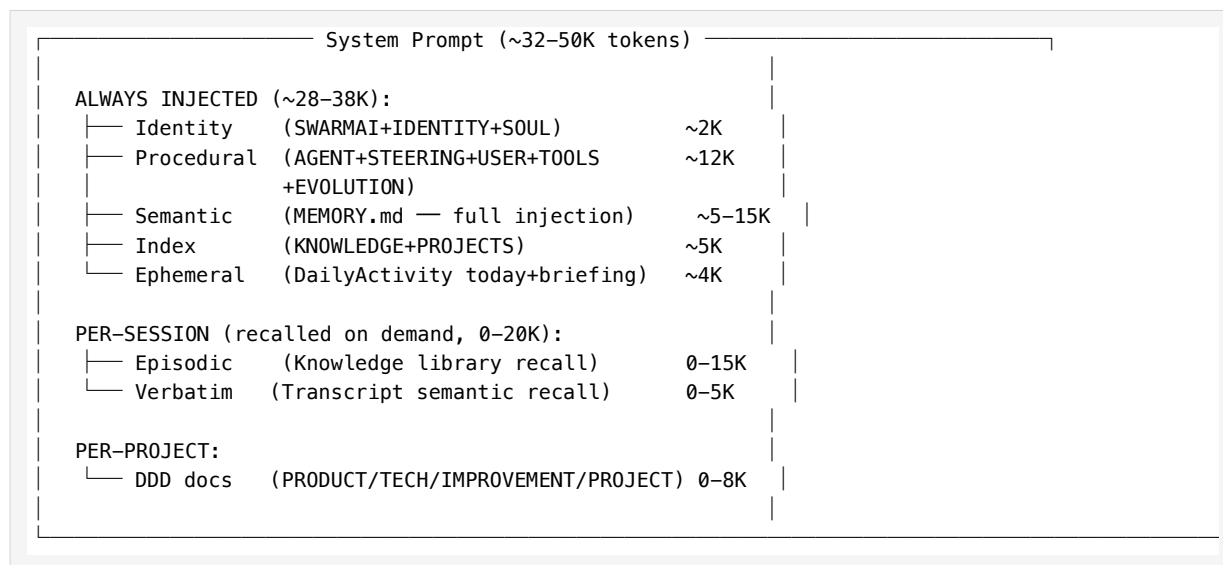 System Prompt (~32–50K tokens)
ALWAYS INJECTED (~28–38K):
├── Identity (SWARMAI+IDENTITY+SOUL) ~2K
├── Procedural (AGENT+STEERING+USER+TOOLS ~12K
│ +EVOLUTION)
├── Semantic (MEMORY.md — full injection) ~5–15K
├── Index (KNOWLEDGE+PROJECTS) ~5K
└── Ephemeral (DailyActivity today+briefing) ~4K
PER–SESSION (recalled on demand, 0–20K):
├── Episodic (Knowledge library recall) 0–15K
└── Verbatim (Transcript semantic recall) 0–5K
PER–PROJECT:
└── DDD docs (PRODUCT/TECH/IMPROVEMENT/PROJECT) 0–8K